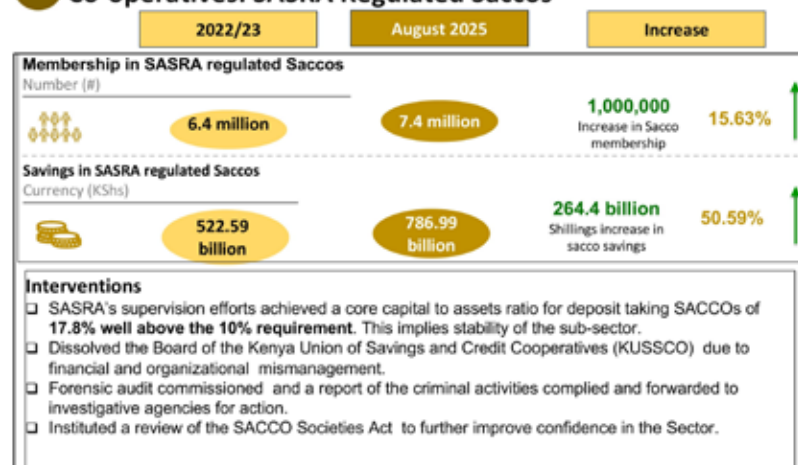 Co-operatives: SASRA Regulated Saccos
2022/23
August 2025
Increase
Membership in SASRA regulated Saccos
Number (#)
6.4 million
7.4 million
1,000,000
Increase in Sacco
membership
15.63%
Savings in SASRA regulated Saccos
Currency (KShs)
522.59
billion
786.99
billion
264.4 billion
Shillings increase in
sacco savings
50.59%
Interventions
❑ SASRA's supervision efforts achieved a core capital to assets ratio for deposit taking SACCOs of
17.8% well above the 10% requirement. This implies stability of the sub-sector.
❑ Dissolved the Board of the Kenya Union of Savings and Credit Cooperatives (KUSSCO) due to
financial and organizational mismanagement.
❑ Forensic audit commissioned and a report of the criminal activities complied and forwarded to
investigative agencies for action.
❑ Instituted a review of the SACCO Societies Act to further improve confidence in the Sector.